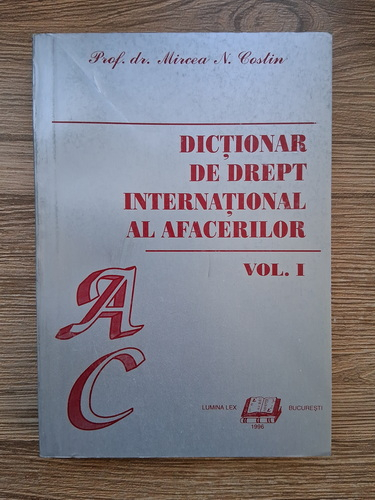 Prof. dr. Mircea N. Costin
DICȚIONAR
DE DREPT
INTERNAȚIONAL
AL AFACERILOR
VOL. I
A
C
LUMINA LEX
BUCUREȘTI
1996